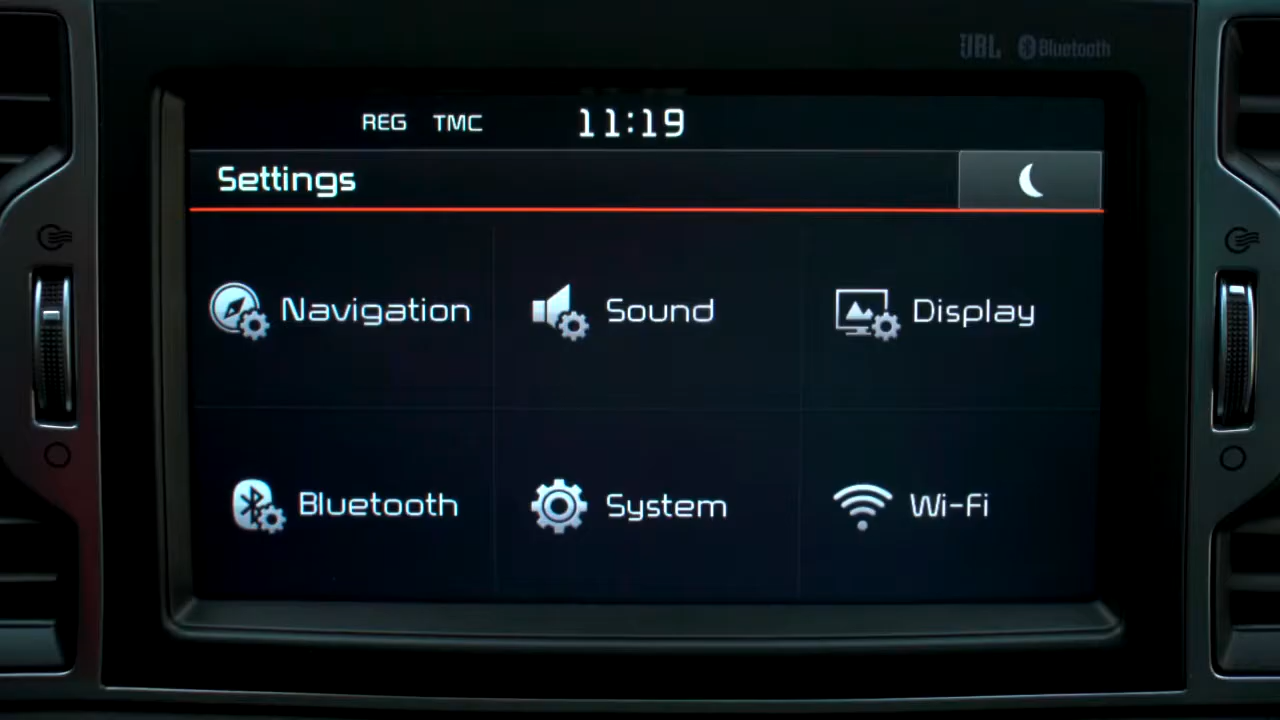 JBL Bluetooth
REG TMC 11:19
Settings
Navigation Sound Display
Bluetooth System Wi-Fi